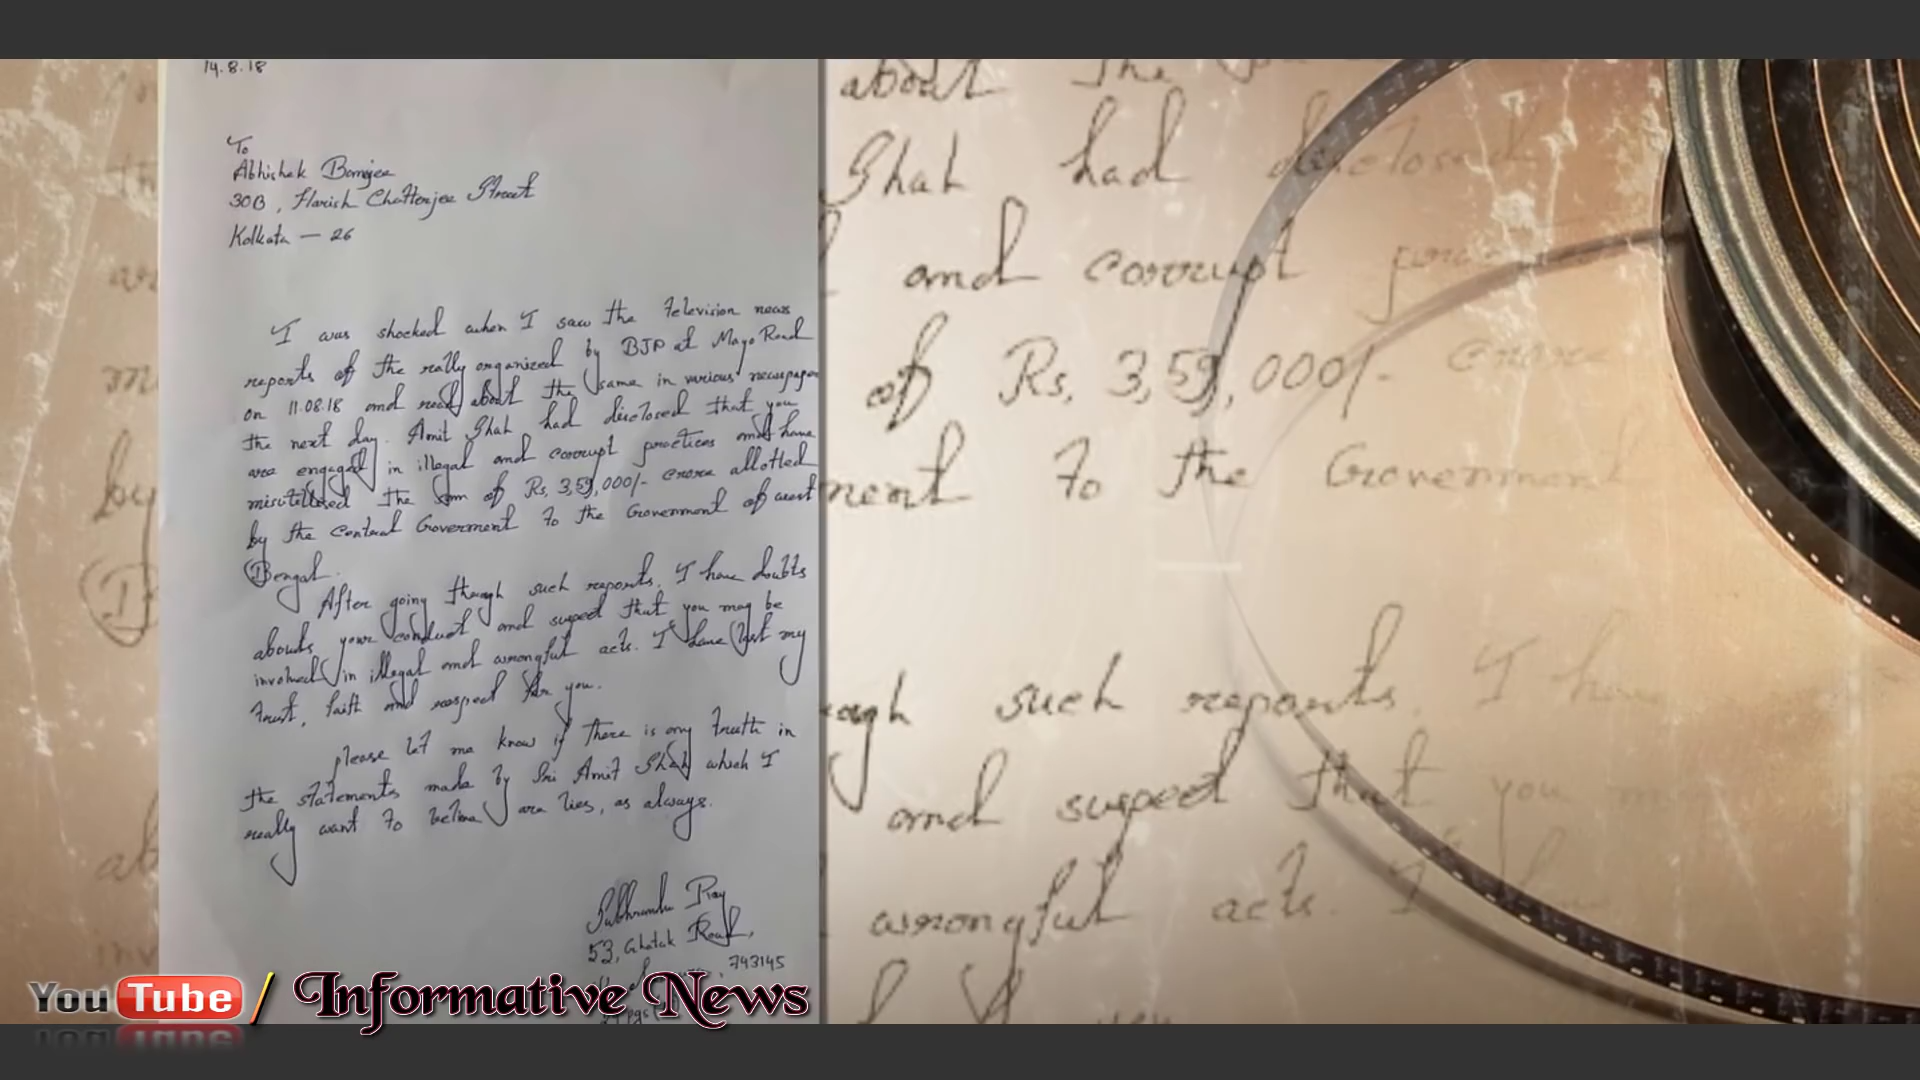 14.8.18
To
Abhishek Banerjee
30B, Harish Chatterjee Street
Kolkata — 26
I was shocked when I saw the Television news
reports of the rally organized by BJP at Mayo Road
on 11.08.18 and read about the same in various newspaper
the next day. Amit Shah had disclosed that you
are engaged in illegal and corrupt practices and have
misutilised the sum of Rs, 3,59,000/- crore allotted
by the central Goverment to the Government of west
Bengal.
After going though such reports, I have doubts
abouts your conduct and suspect that you may be
involved in illegal and wrongful acts. I have lost my
trust, faith and respect for you.
please let me know if there is any truth in
the statements made by Sri Amit Shah which I
really want to believe are lies, as always.
Subhranshu Roy
53, Ghatak Road,
743145
about the
Shah had disclosed
and corrupt
of Rs, 3,59,000/- crore
ment to the Government
ough such reports, I have
and suspect that you
wrongful acts. I
You Tube / Informative News